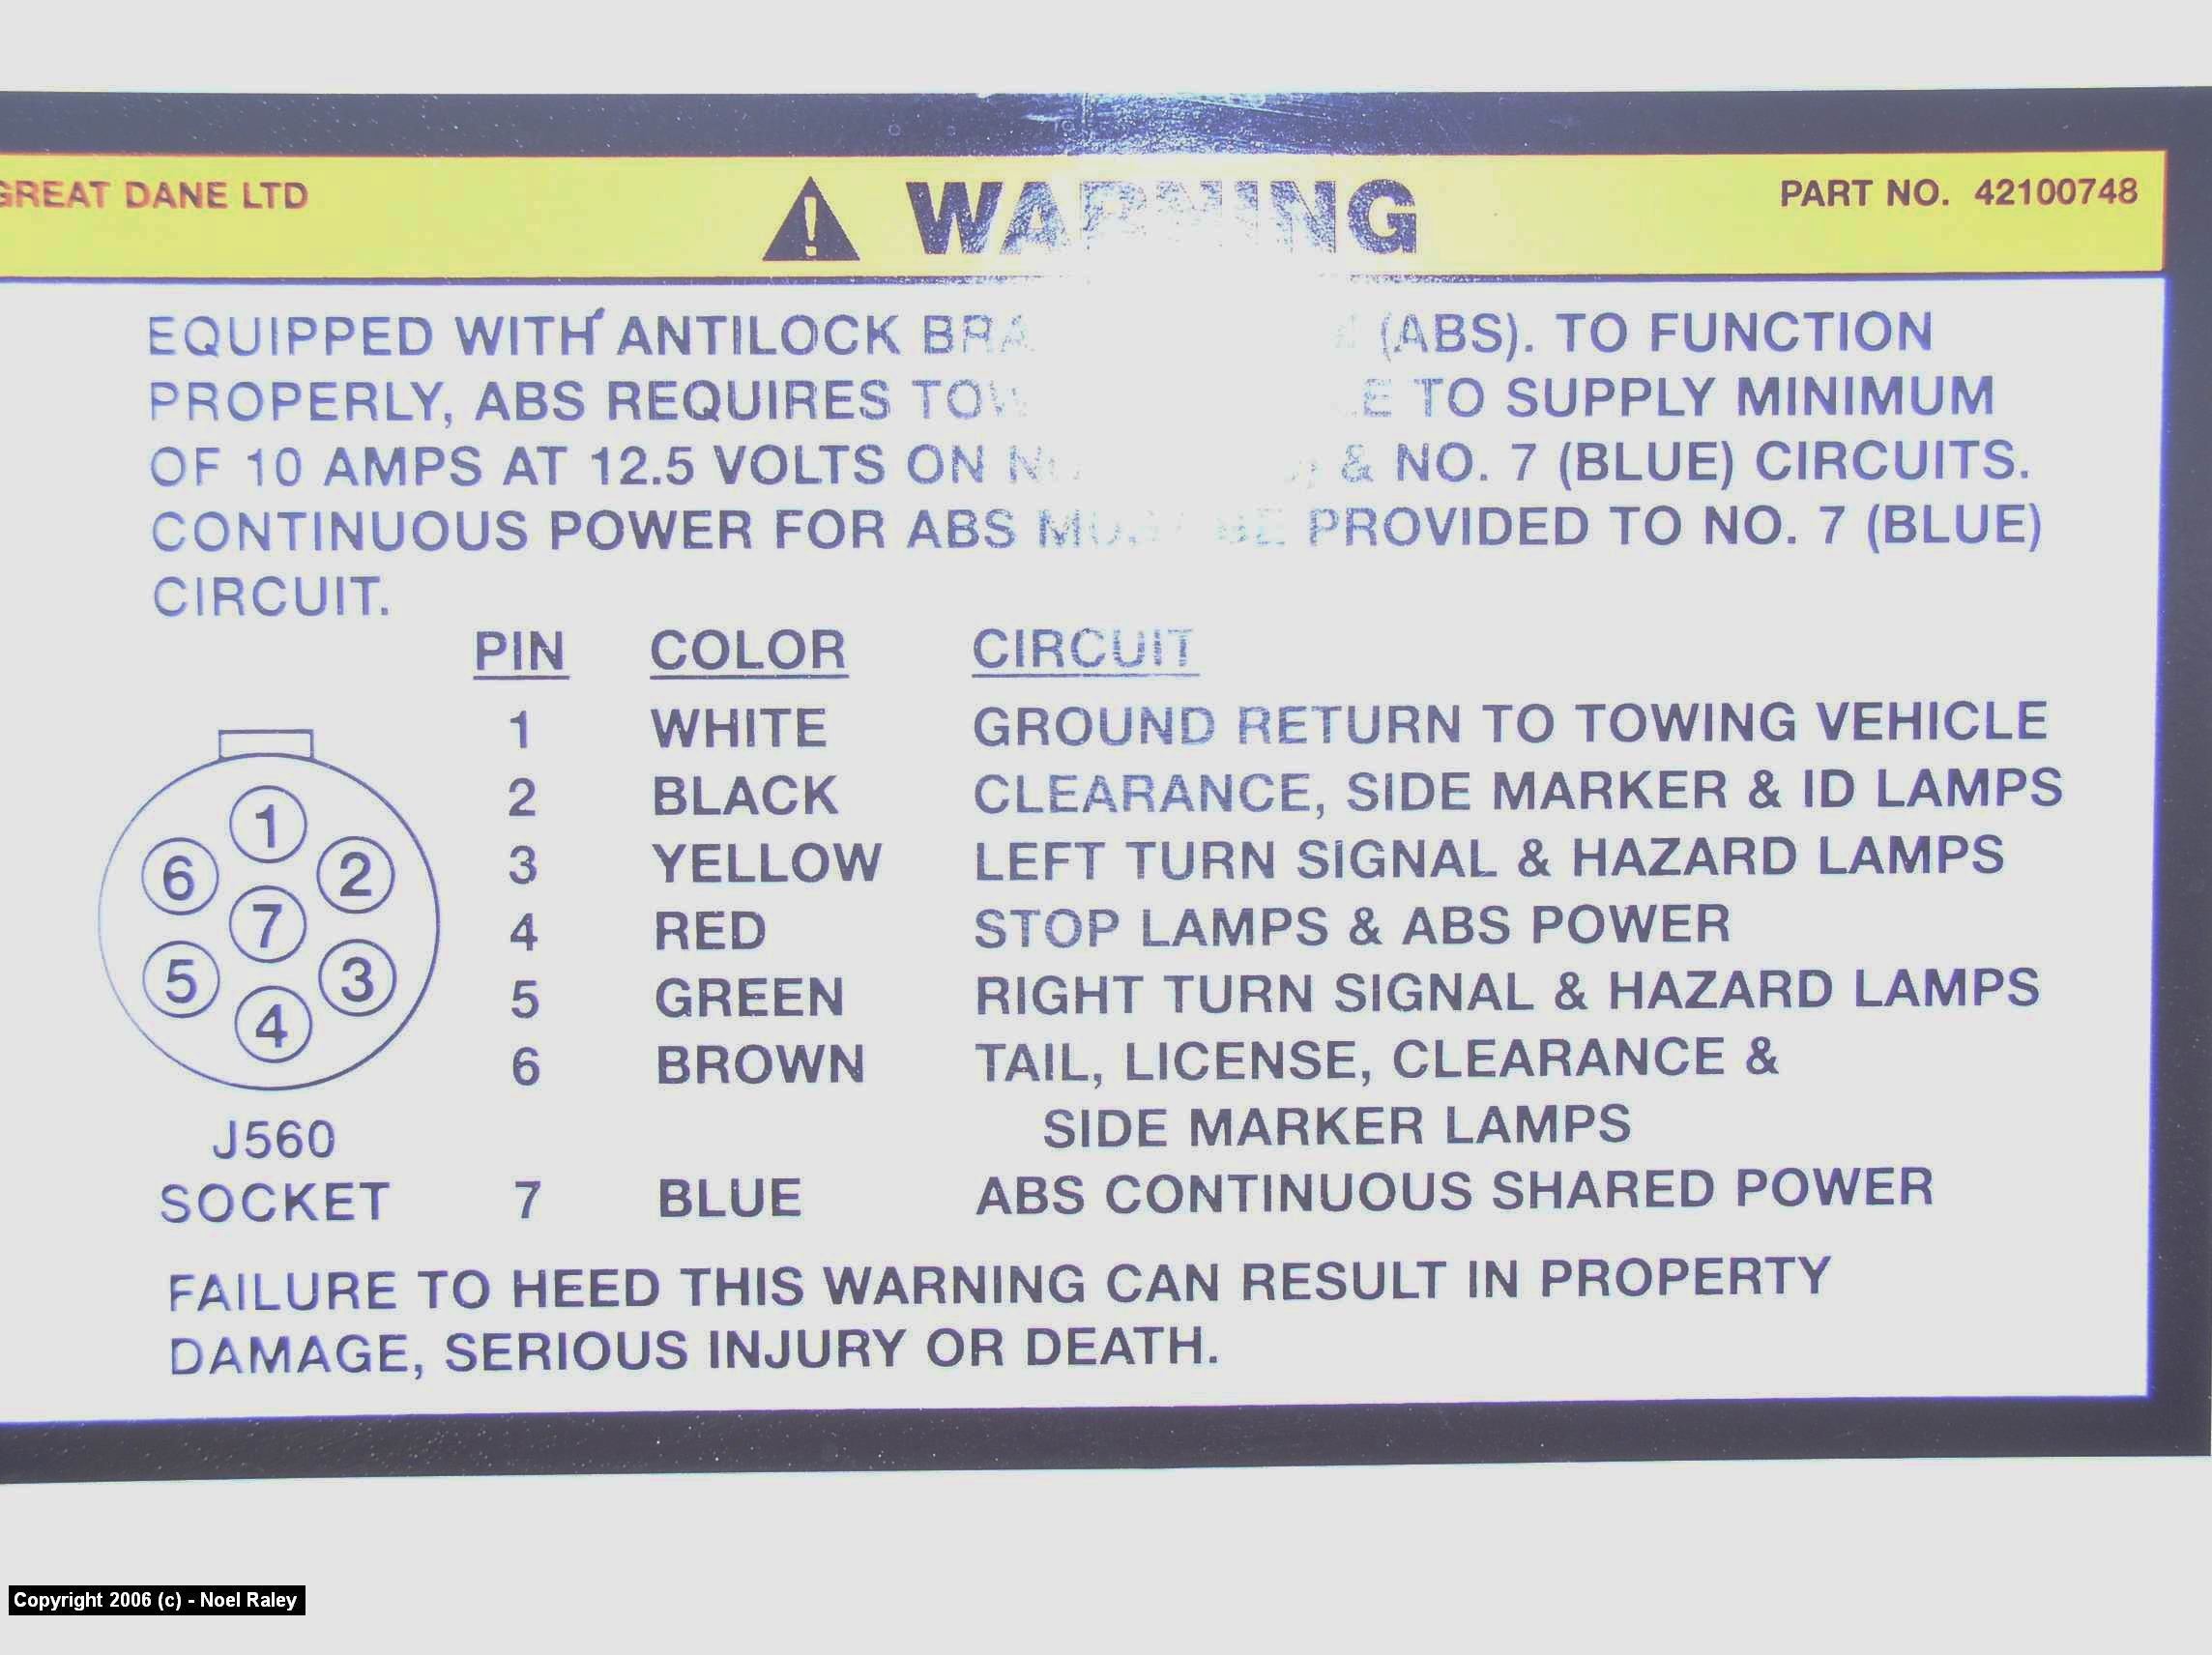 GREAT DANE LTD
WARNING
PART NO. 42100748
EQUIPPED WITH ANTILOCK (ABS). TO FUNCTION
PROPERLY, ABS REQUIRES TO SUPPLY MINIMUM
OF 10 AMPS AT 12.5 VOLTS ON & NO. 7 (BLUE) CIRCUITS.
CONTINUOUS POWER FOR ABS MUST BE PROVIDED TO NO. 7 (BLUE)
CIRCUIT.
PIN COLOR CIRCUIT
1 WHITE GROUND RETURN TO TOWING VEHICLE
2 BLACK CLEARANCE, SIDE MARKER & ID LAMPS
3 YELLOW LEFT TURN SIGNAL & HAZARD LAMPS
4 RED STOP LAMPS & ABS POWER
5 GREEN RIGHT TURN SIGNAL & HAZARD LAMPS
6 BROWN TAIL, LICENSE, CLEARANCE &
SIDE MARKER LAMPS
7 BLUE ABS CONTINUOUS SHARED POWER
1
6 2
7
5 3
4
J560
SOCKET
FAILURE TO HEED THIS WARNING CAN RESULT IN PROPERTY
DAMAGE, SERIOUS INJURY OR DEATH.
Copyright 2006 (c) - Noel Raley